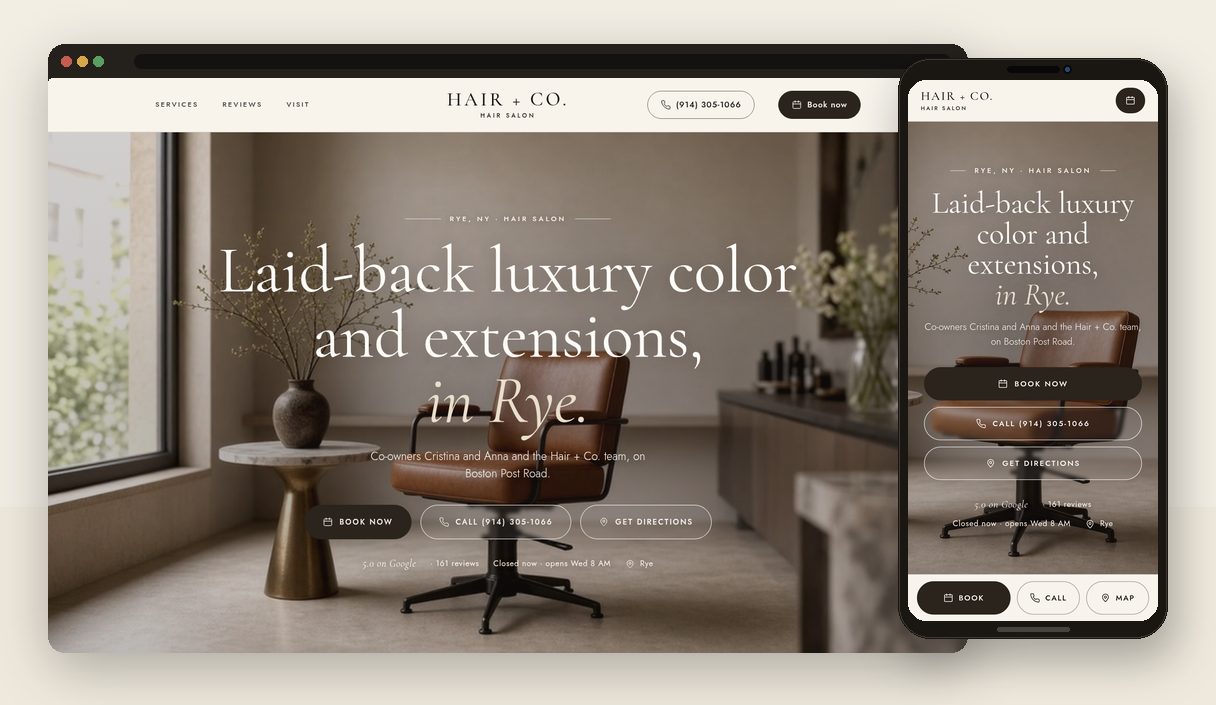 SERVICES
REVIEWS
VISIT
HAIR + CO.
HAIR SALON
(914) 305-1066
Book now
RYE, NY · HAIR SALON
Laid-back luxury color
and extensions,
in Rye.
Co-owners Cristina and Anna and the Hair + Co. team, on
Boston Post Road.
BOOK NOW
CALL (914) 305-1066
GET DIRECTIONS
5.0 on Google · 161 reviews Closed now · opens Wed 8 AM Rye
HAIR + CO.
HAIR SALON
RYE, NY · HAIR SALON
Laid-back luxury
color and
extensions,
in Rye.
Co-owners Cristina and Anna and the Hair + Co. team,
on Boston Post Road.
BOOK NOW
CALL (914) 305-1066
GET DIRECTIONS
5.0 on Google · 161 reviews
Closed now · opens Wed 8 AM Rye
BOOK
CALL
MAP